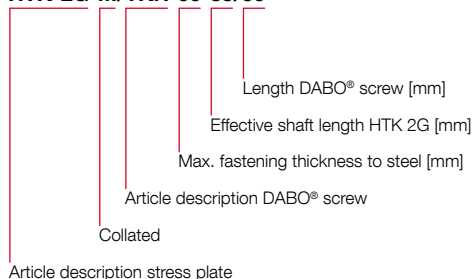 Length DABO® screw [mm]
Effective shaft length HTK 2G [mm]
Max. fastening thickness to steel [mm]
Article description DABO® screw
Collated
Article description stress plate